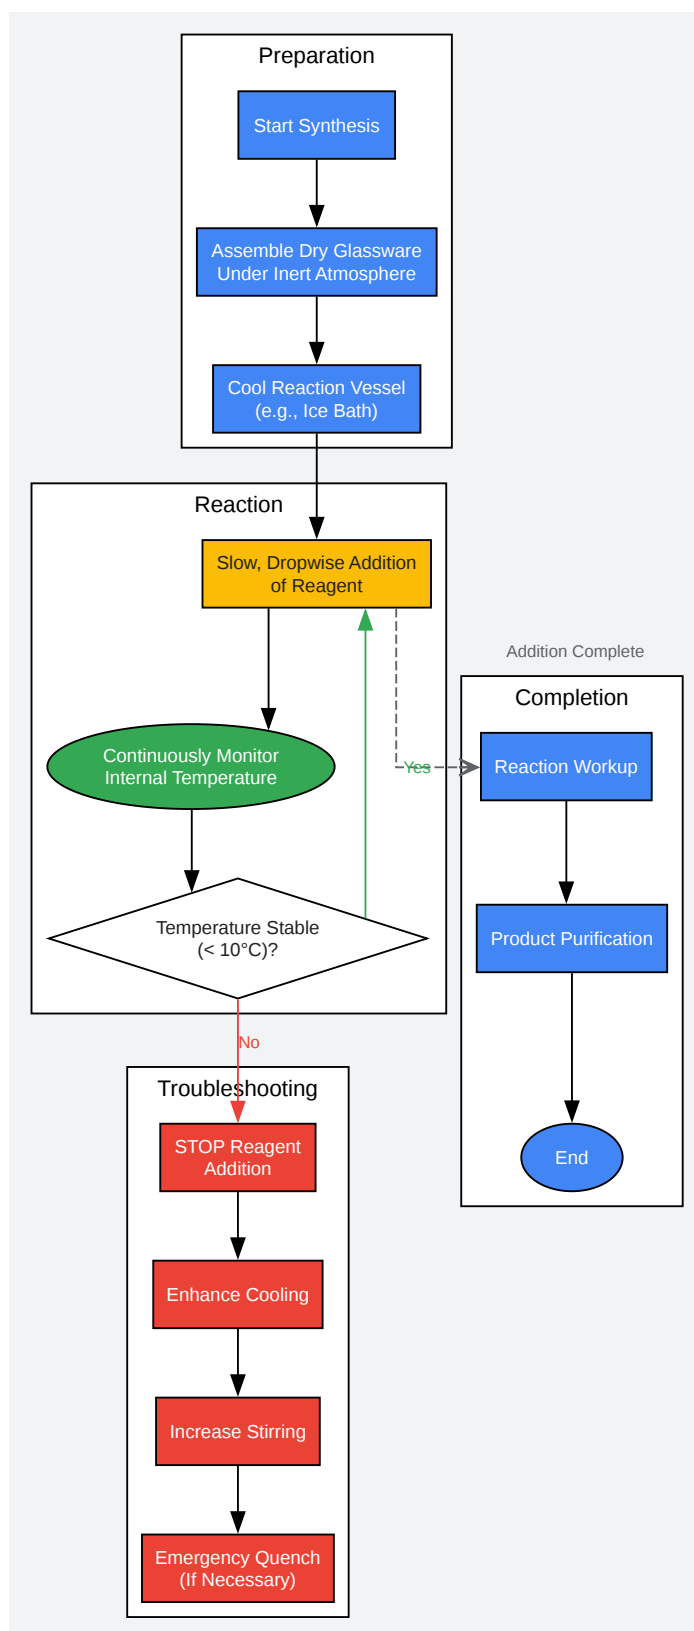 Preparation
Start Synthesis
Assemble Dry Glassware
Under Inert Atmosphere
Cool Reaction Vessel
(e.g., Ice Bath)
Reaction
Slow, Dropwise Addition
of Reagent
Continuously Monitor
Internal Temperature
Temperature Stable
(< 10°C)?
Yes
No
Addition Complete
Completion
Reaction Workup
Product Purification
End
Troubleshooting
STOP Reagent
Addition
Enhance Cooling
Increase Stirring
Emergency Quench
(If Necessary)